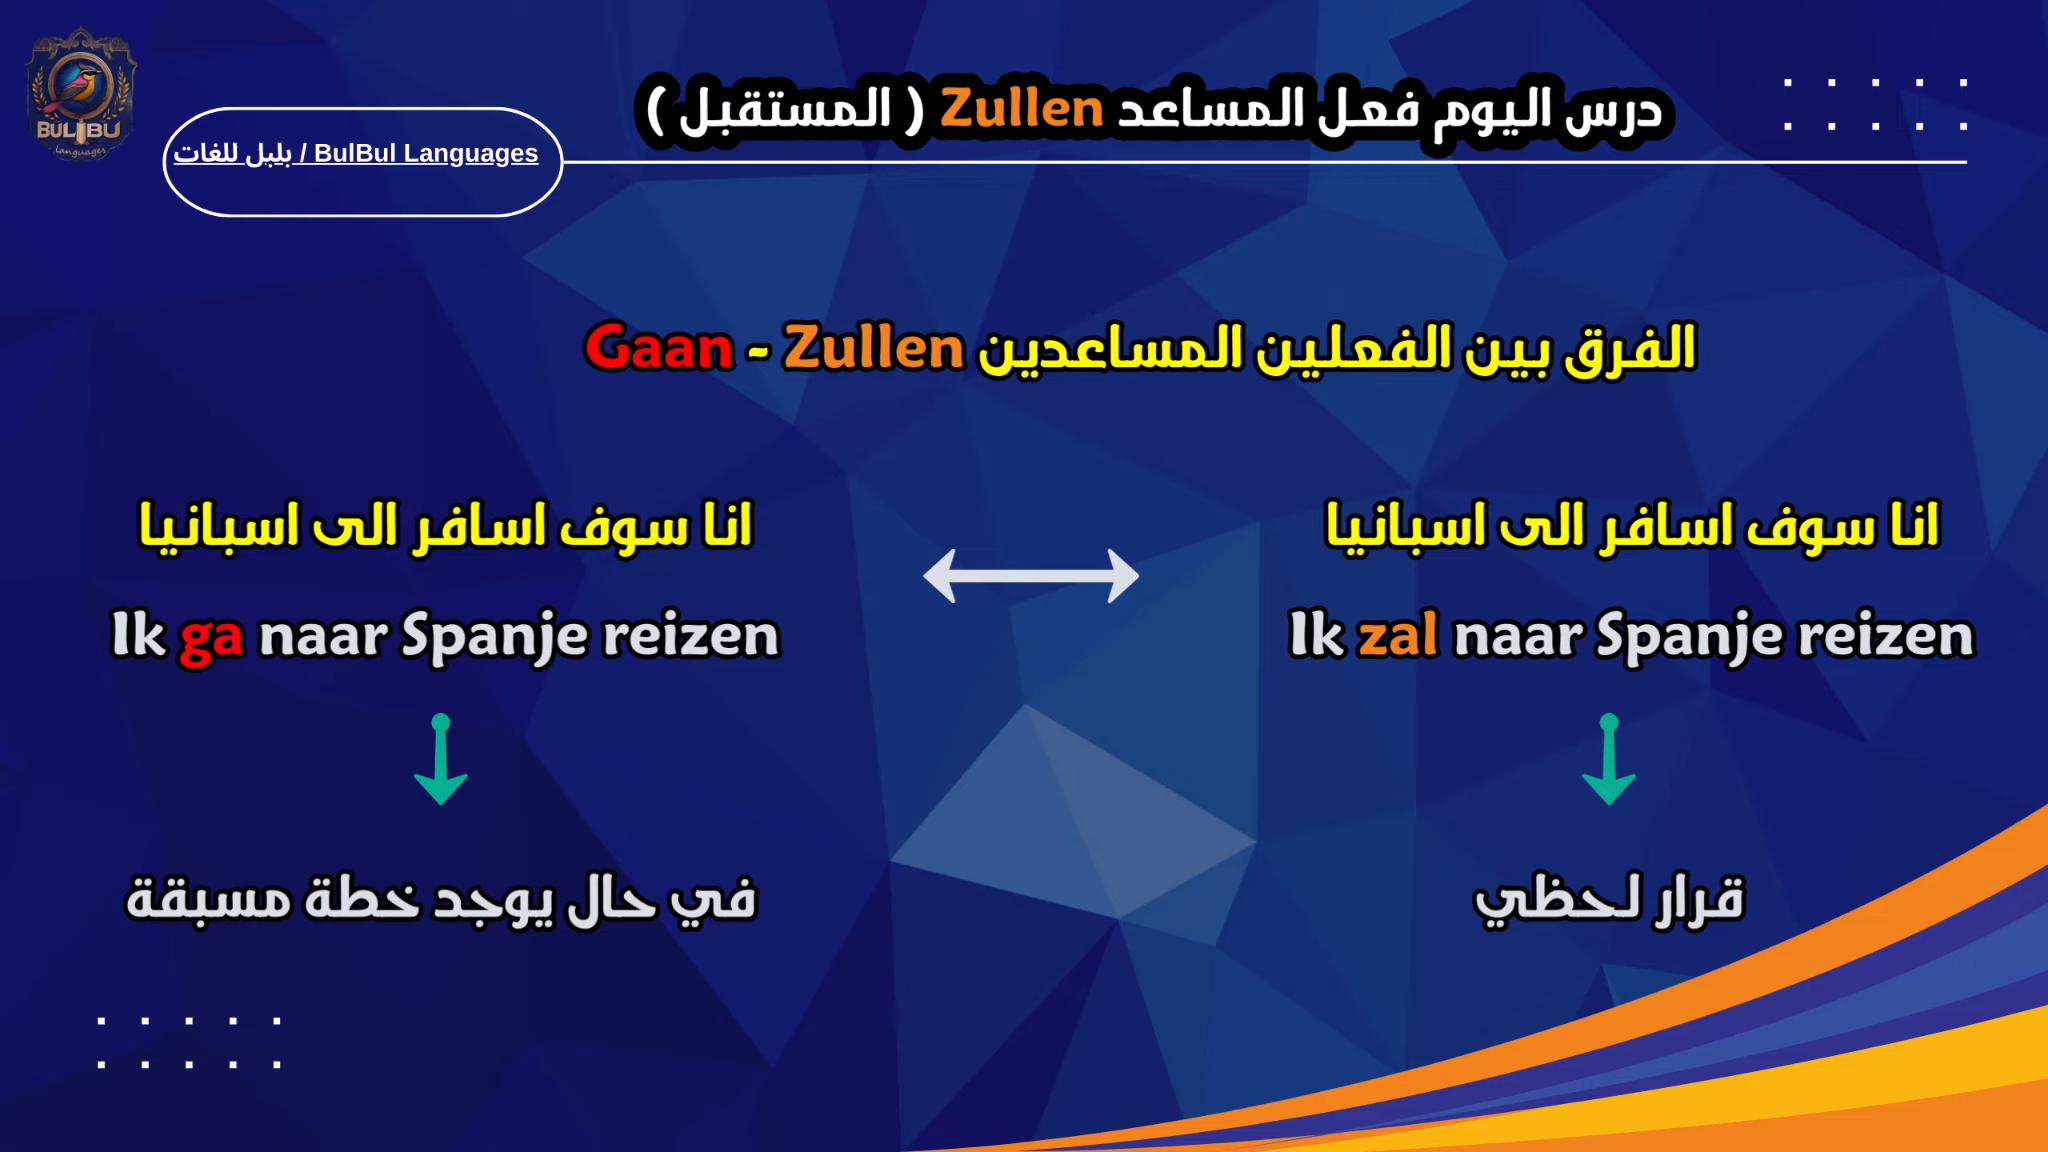 BULBU
languages
بلبل للغات / BulBul Languages
درس اليوم فعل المساعد Zullen ( المستقبل )
الفرق بين الفعلين المساعدين Zullen - Gaan
انا سوف اسافر الى اسبانيا
Ik zal naar Spanje reizen
قرار لحظي
انا سوف اسافر الى اسبانيا
Ik ga naar Spanje reizen
في حال يوجد خطة مسبقة